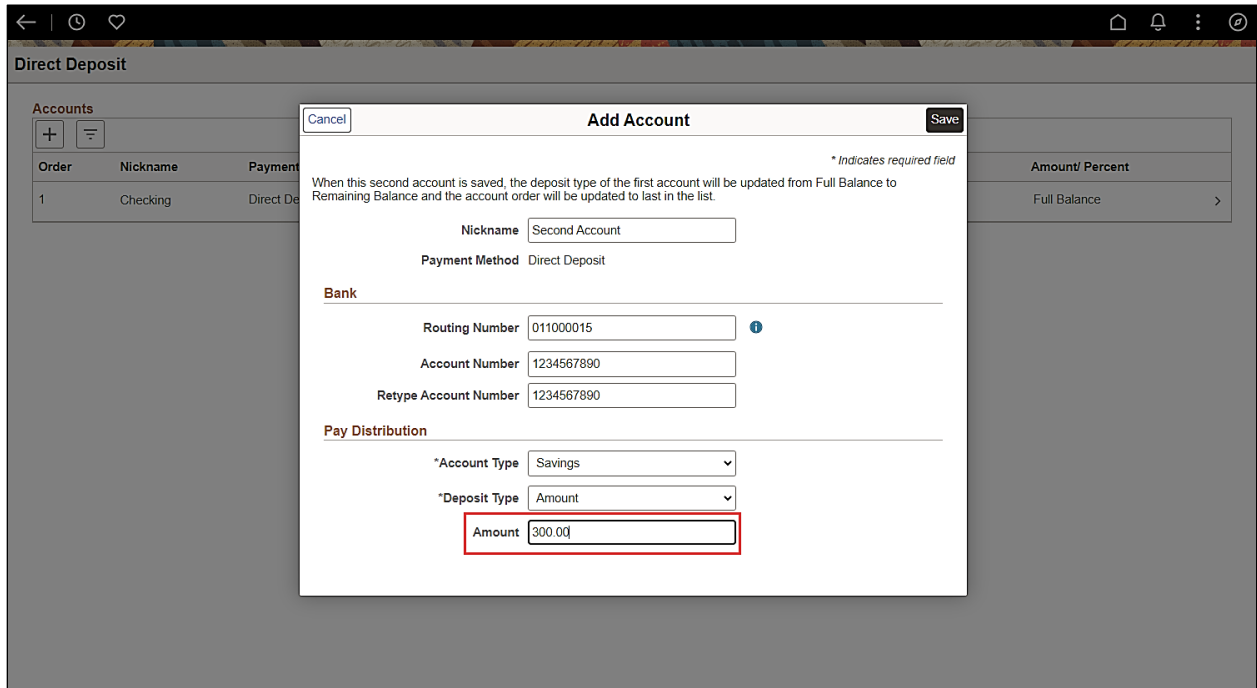 Direct Deposit
Accounts
Order Nickname Payment Amount/ Percent
1 Checking Direct De Full Balance
Cancel Add Account Save
* Indicates required field
When this second account is saved, the deposit type of the first account will be updated from Full Balance to
Remaining Balance and the account order will be updated to last in the list.
Nickname Second Account
Payment Method Direct Deposit
Bank
Routing Number 011000015
Account Number 1234567890
Retype Account Number 1234567890
Pay Distribution
*Account Type Savings
*Deposit Type Amount
Amount 300.00